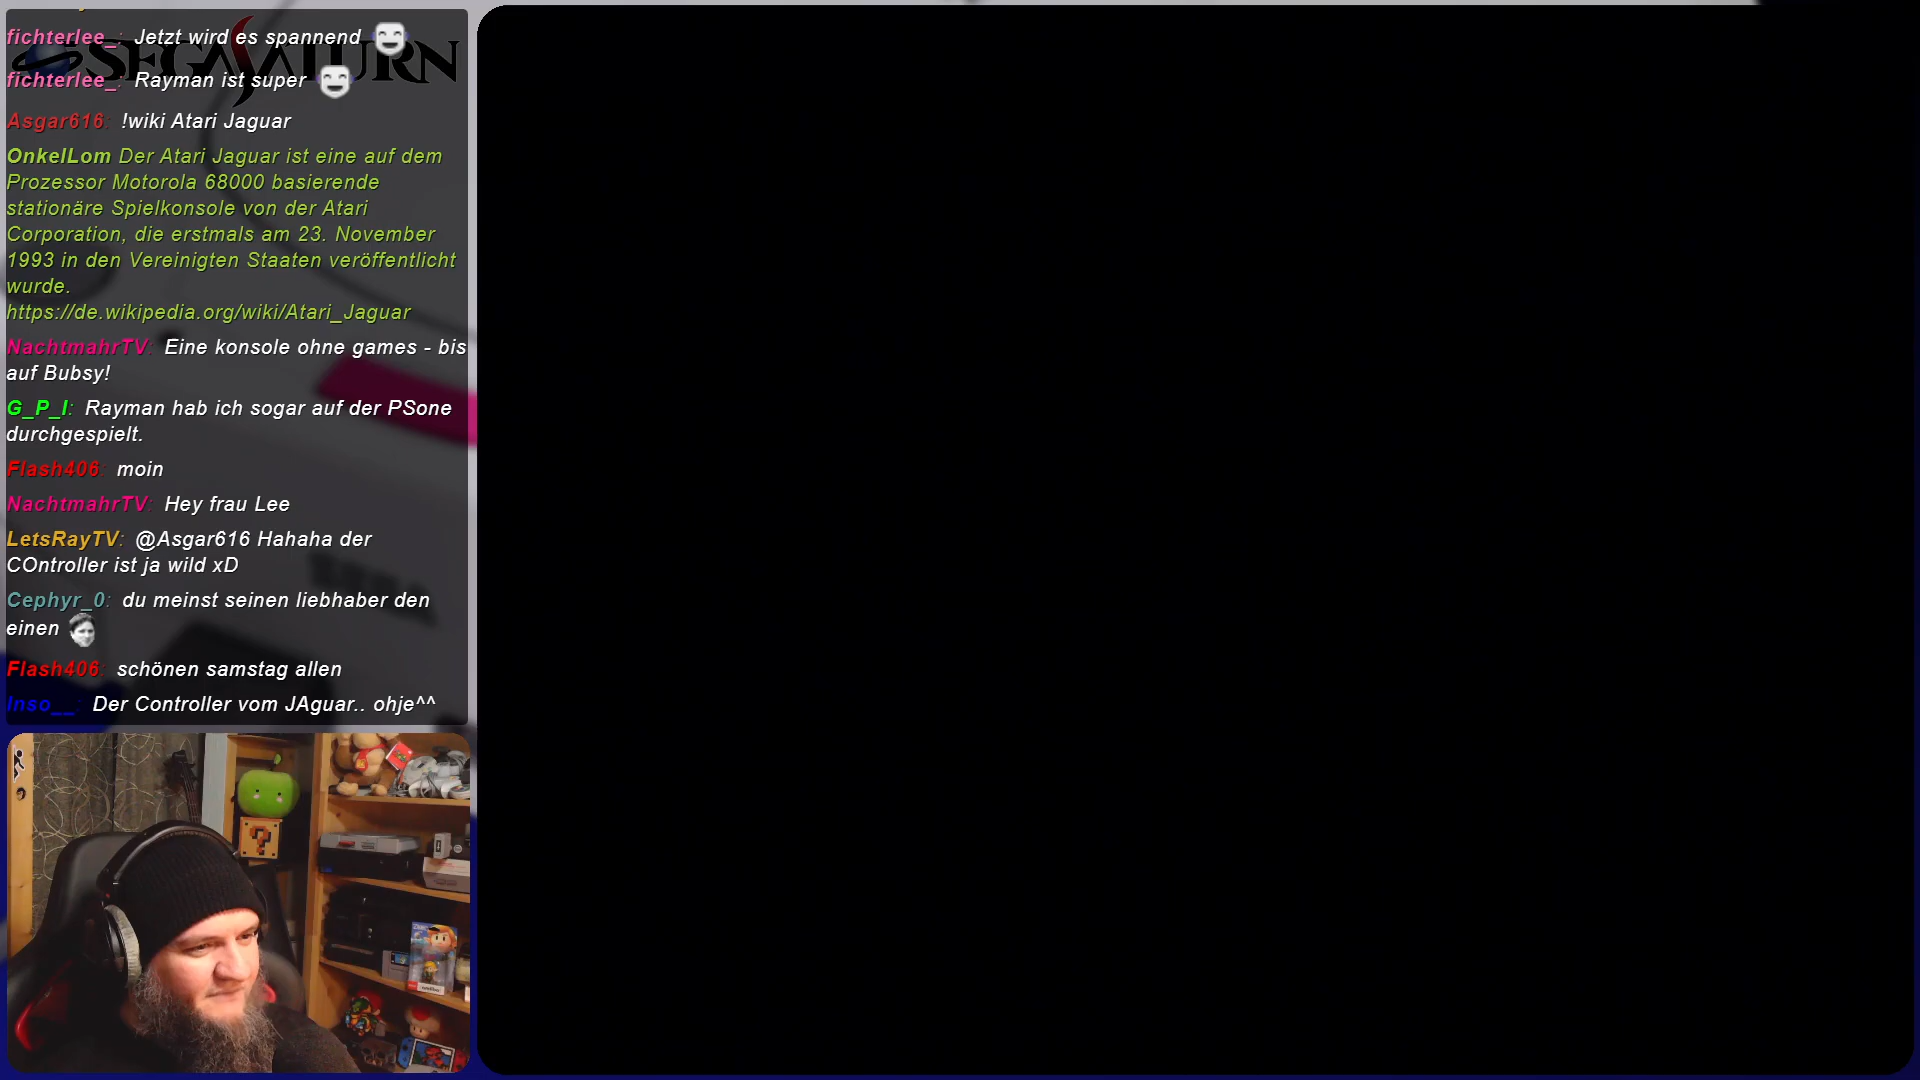 SEGA SATURN
fichterlee_: Jetzt wird es spannend
fichterlee_: Rayman ist super
Asgar616: !wiki Atari Jaguar
OnkelLom Der Atari Jaguar ist eine auf dem
Prozessor Motorola 68000 basierende
stationäre Spielkonsole von der Atari
Corporation, die erstmals am 23. November
1993 in den Vereinigten Staaten veröffentlicht
wurde.
https://de.wikipedia.org/wiki/Atari_Jaguar
NachtmahrTV: Eine konsole ohne games - bis
auf Bubsy!
G_P_I: Rayman hab ich sogar auf der PSone
durchgespielt.
Flash406: moin
NachtmahrTV: Hey frau Lee
LetsRayTV: @Asgar616 Hahaha der
COntroller ist ja wild xD
Cephyr_0: du meinst seinen liebhaber den
einen
Flash406: schönen samstag allen
Inso__: Der Controller vom JAguar.. ohje^^
SEGA
?